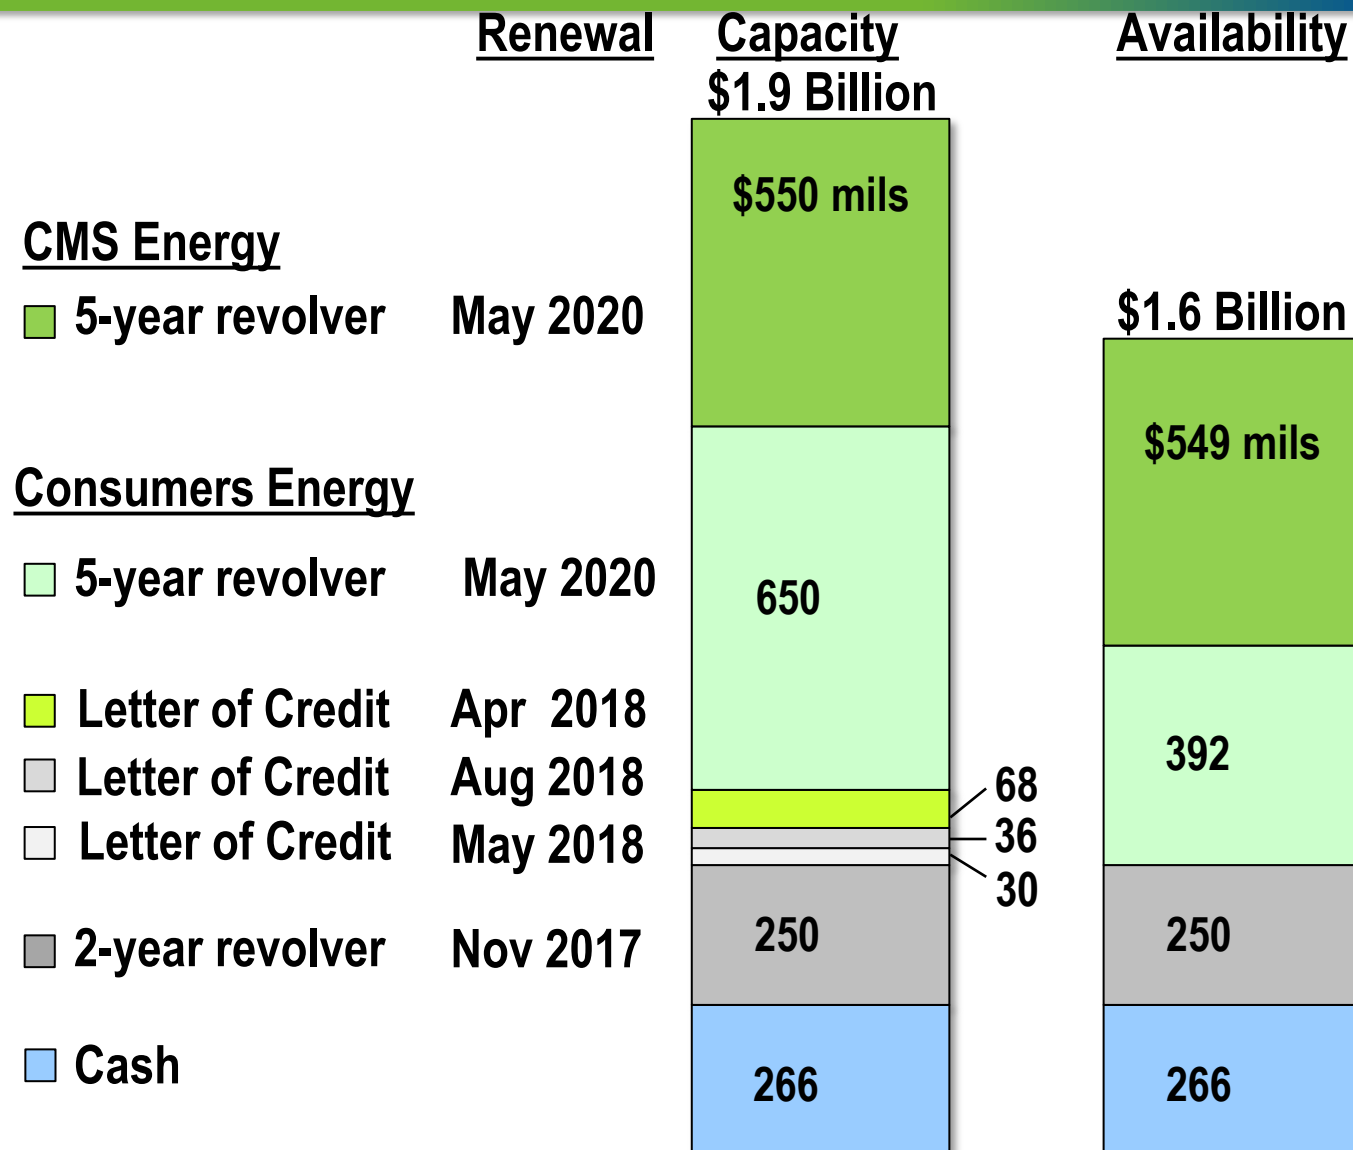 Renewal Capacity Availability
$1.9 Billion
$550 mils
CMS Energy
5-year revolver May 2020
$1.6 Billion
$549 mils
Consumers Energy
5-year revolver May 2020
650
Letter of Credit Apr 2018
392
Letter of Credit Aug 2018
68
Letter of Credit May 2018
36
30
2-year revolver Nov 2017
250
250
Cash
266
266